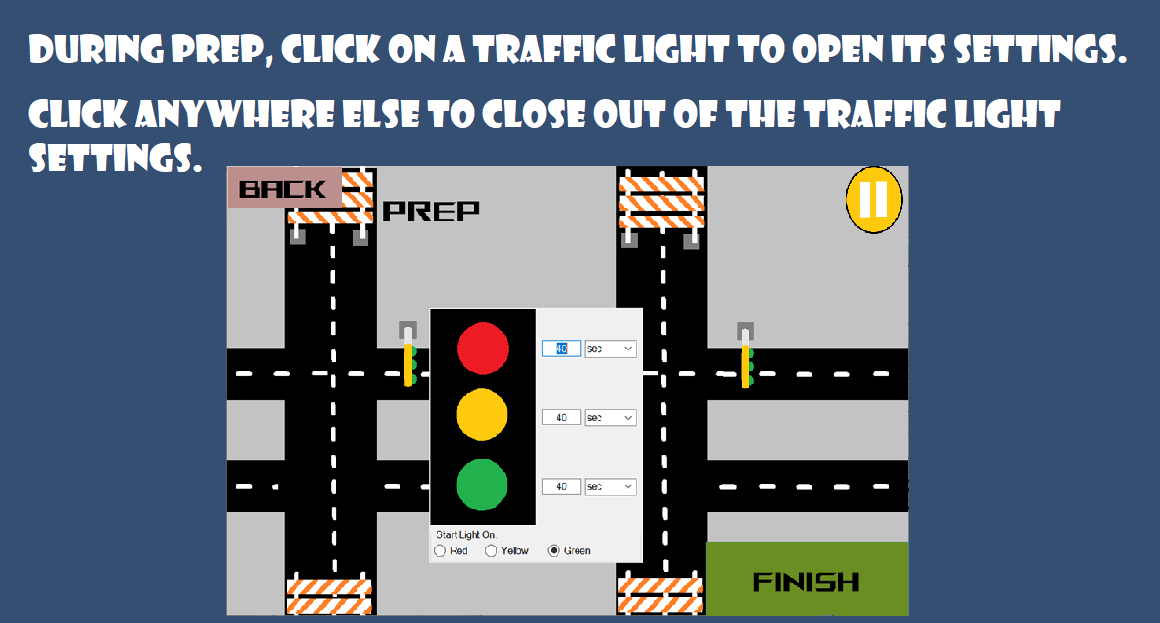 DURING PREP, CLICK ON A TRAFFIC LIGHT TO OPEN ITS SETTINGS.
CLICK ANYWHERE ELSE TO CLOSE OUT OF THE TRAFFIC LIGHT
SETTINGS.
BACK
PREP
40 sec
40 sec
40 sec
Start Light On:
Red Yellow Green
FINISH